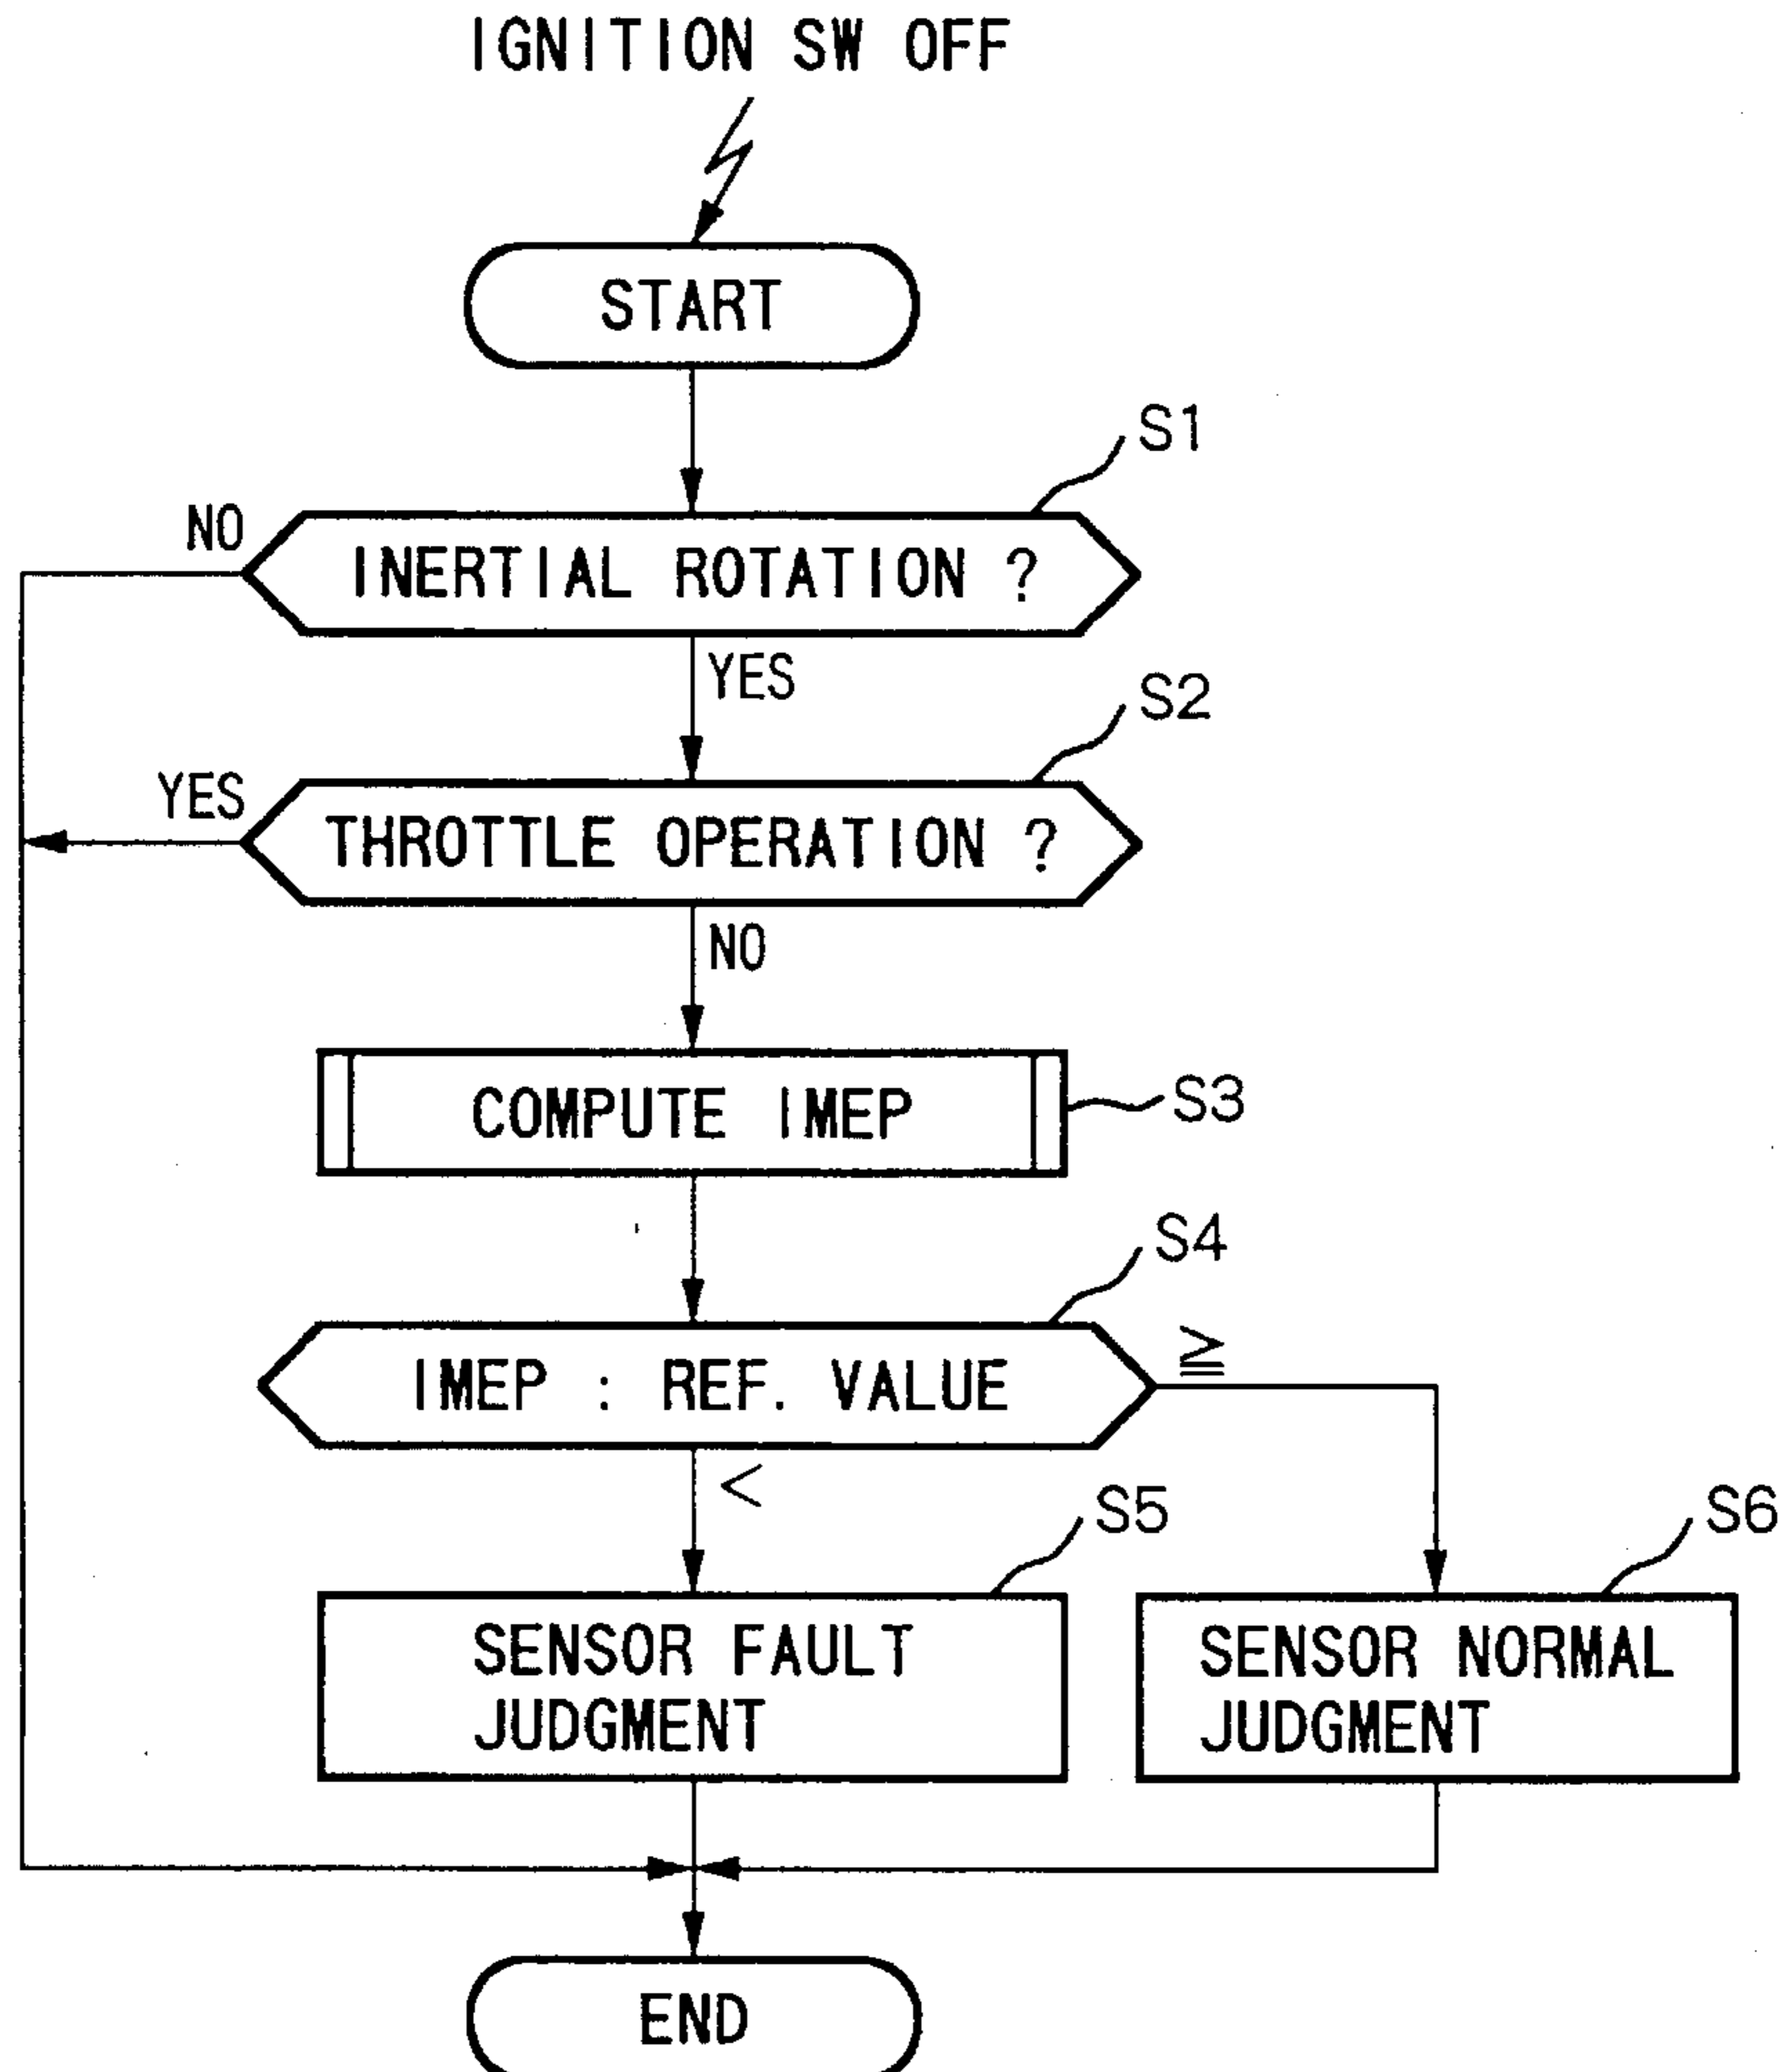 IGNITION SW OFF
START
S1
NO
INERTIAL ROTATION ?
YES
S2
YES
THROTTLE OPERATION ?
NO
COMPUTE IMEP
S3
S4
IMEP : REF. VALUE
≧
<
S5
S6
SENSOR FAULT
JUDGMENT
SENSOR NORMAL
JUDGMENT
END